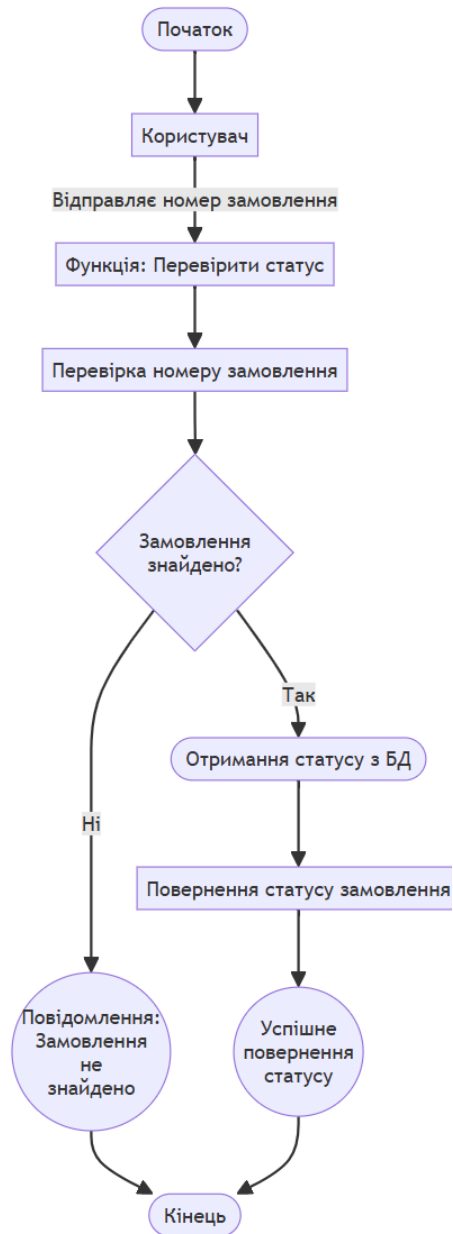 Початок
Користувач
Відправляє номер замовлення
Функція: Перевірити статус
Перевірка номеру замовлення
Замовлення
знайдено?
Так
Отримання статусу з БД
Ні
Повернення статусу замовлення
Повідомлення:
Замовлення
не
знайдено
Успішне
повернення
статусу
Кінець